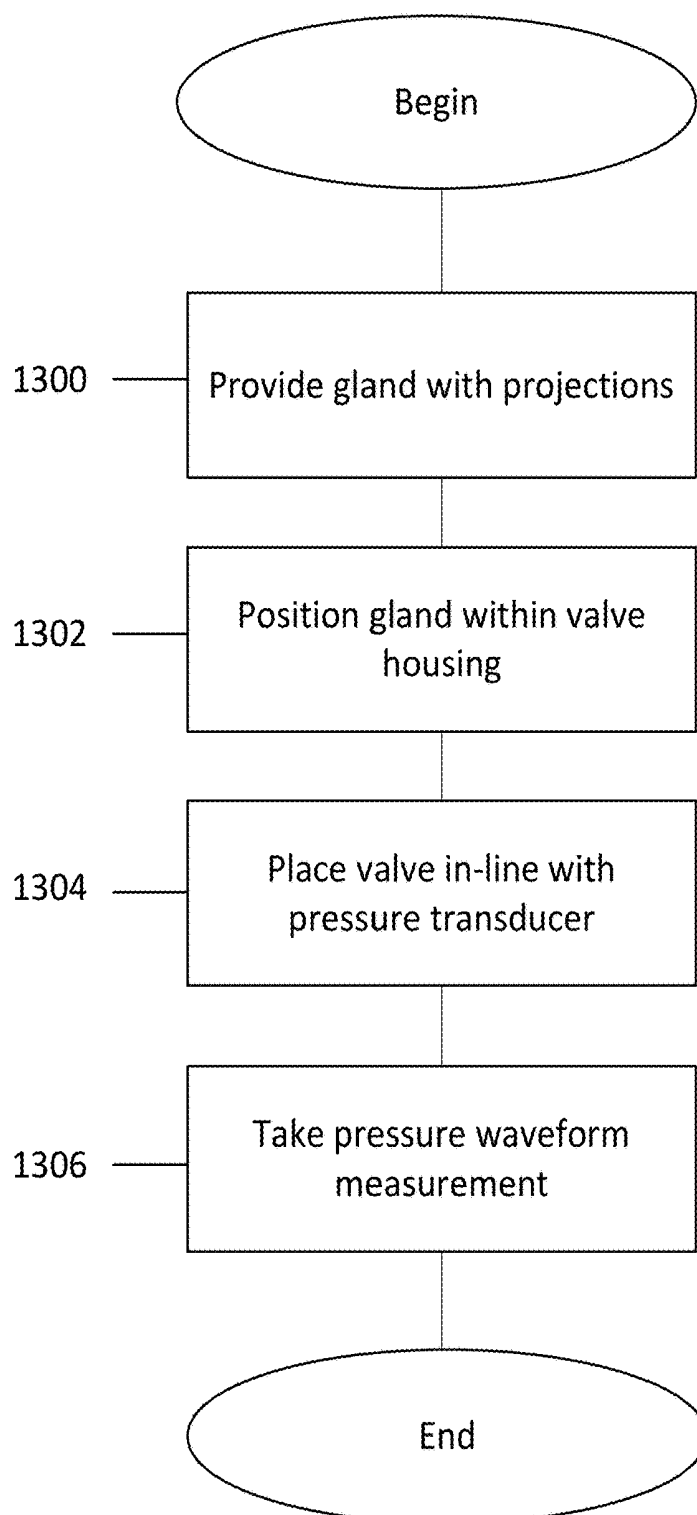 Begin
1300
Provide gland with projections
1302
Position gland within valve
housing
1304
Place valve in-line with
pressure transducer
1306
Take pressure waveform
measurement
End